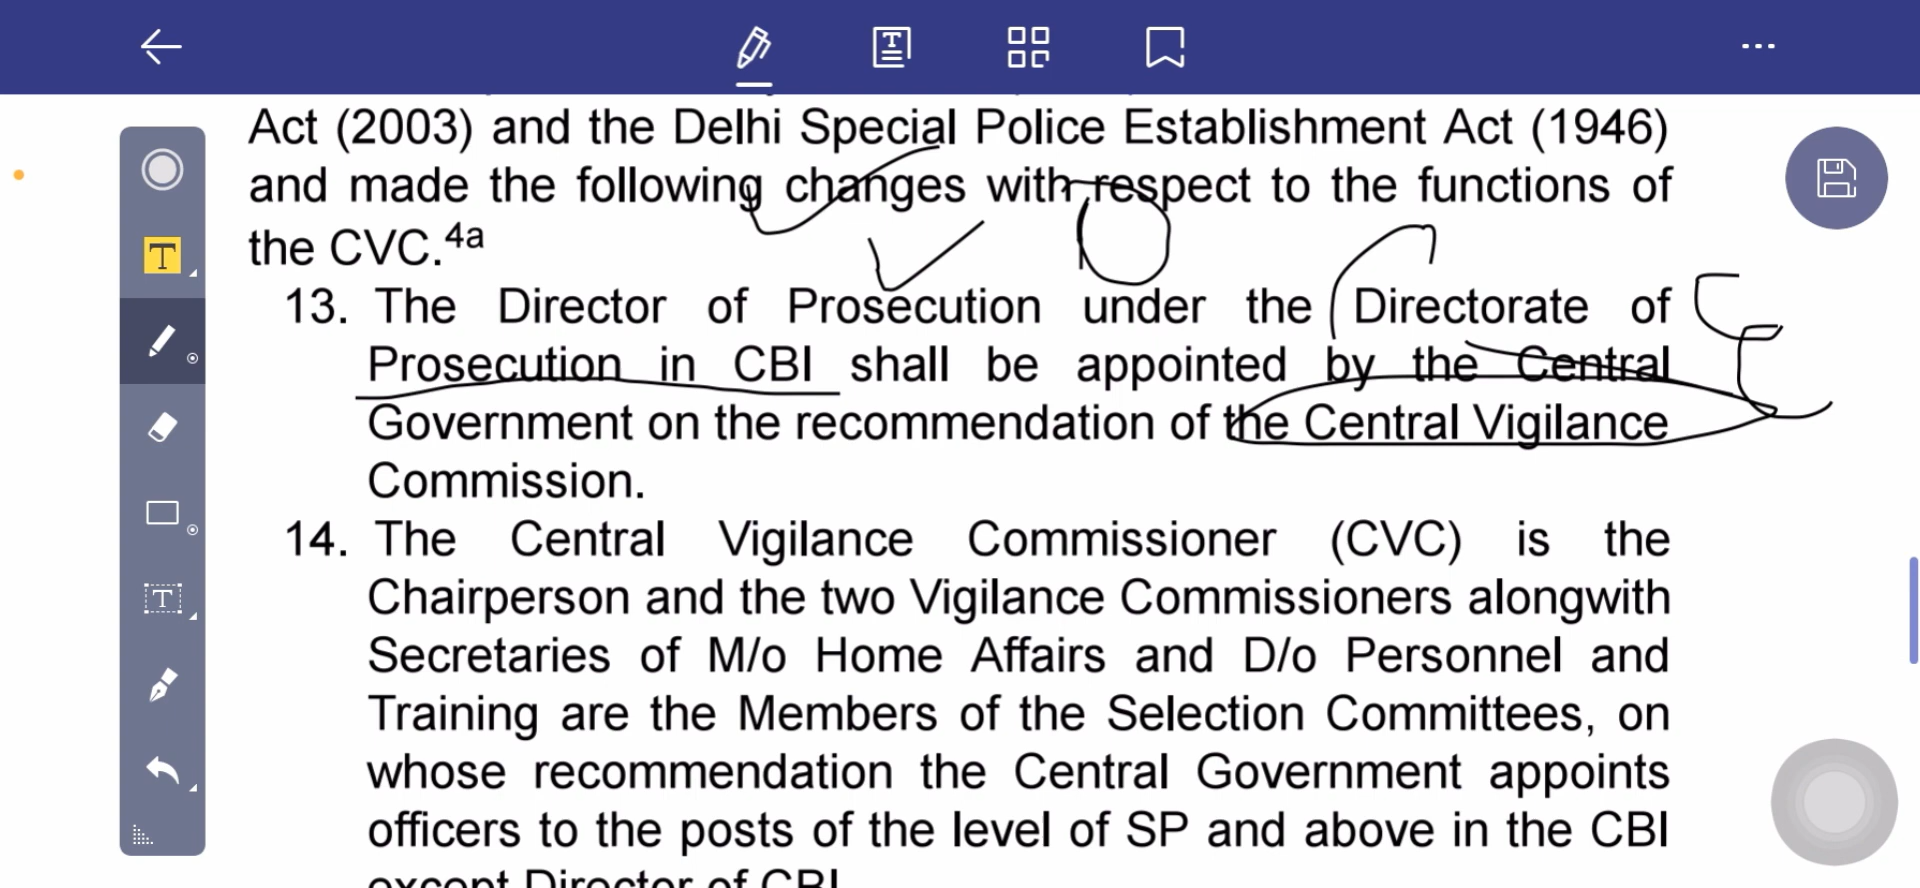 Act (2003) and the Delhi Special Police Establishment Act (1946)
and made the following changes with respect to the functions of
the CVC.4a
13. The Director of Prosecution under the Directorate of
Prosecution in CBI shall be appointed by the Central
Government on the recommendation of the Central Vigilance
Commission.
14. The Central Vigilance Commissioner (CVC) is the
Chairperson and the two Vigilance Commissioners alongwith
Secretaries of M/o Home Affairs and D/o Personnel and
Training are the Members of the Selection Committees, on
whose recommendation the Central Government appoints
officers to the posts of the level of SP and above in the CBI
except Director of CBI